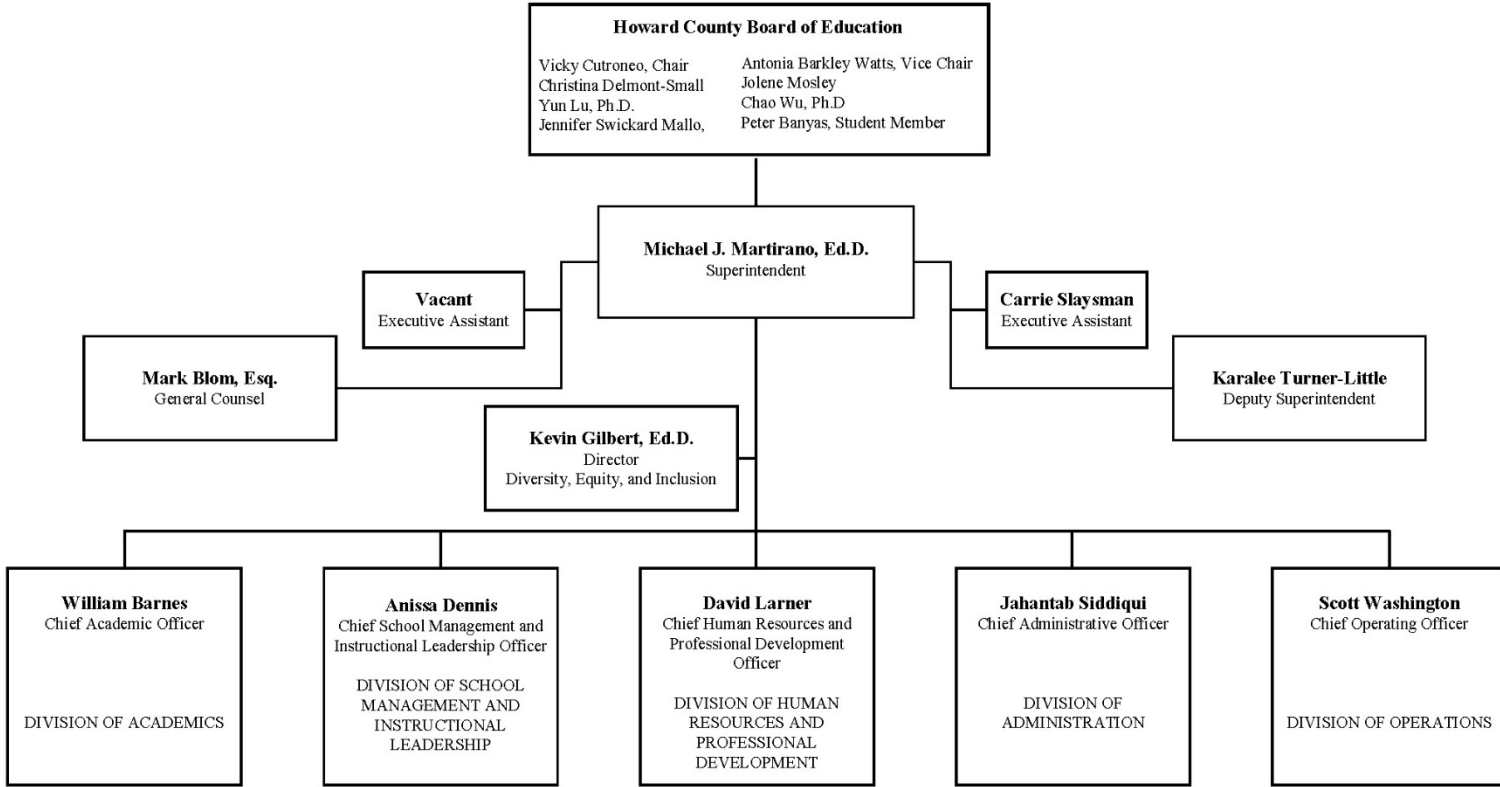 Howard County Board of Education
Vicky Cutroneo, Chair
Christina Delmont-Small
Yun Lu, Ph.D.
Jennifer Swickard Mallo,
Antonia Barkley Watts, Vice Chair
Jolene Mosley
Chao Wu, Ph.D
Peter Banyas, Student Member
Michael J. Martirano, Ed.D.
Superintendent
Vacant
Executive Assistant
Carrie Slaysman
Executive Assistant
Mark Blom, Esq.
General Counsel
Karalee Turner-Little
Deputy Superintendent
Kevin Gilbert, Ed.D.
Director
Diversity, Equity, and Inclusion
William Barnes
Chief Academic Officer
DIVISION OF ACADEMICS
Anissa Dennis
Chief School Management and
Instructional Leadership Officer
DIVISION OF SCHOOL
MANAGEMENT AND
INSTRUCTIONAL
LEADERSHIP
David Larner
Chief Human Resources and
Professional Development
Officer
DIVISION OF HUMAN
RESOURCES AND
PROFESSIONAL
DEVELOPMENT
Jahantab Siddiqui
Chief Administrative Officer
DIVISION OF
ADMINISTRATION
Scott Washington
Chief Operating Officer
DIVISION OF OPERATIONS